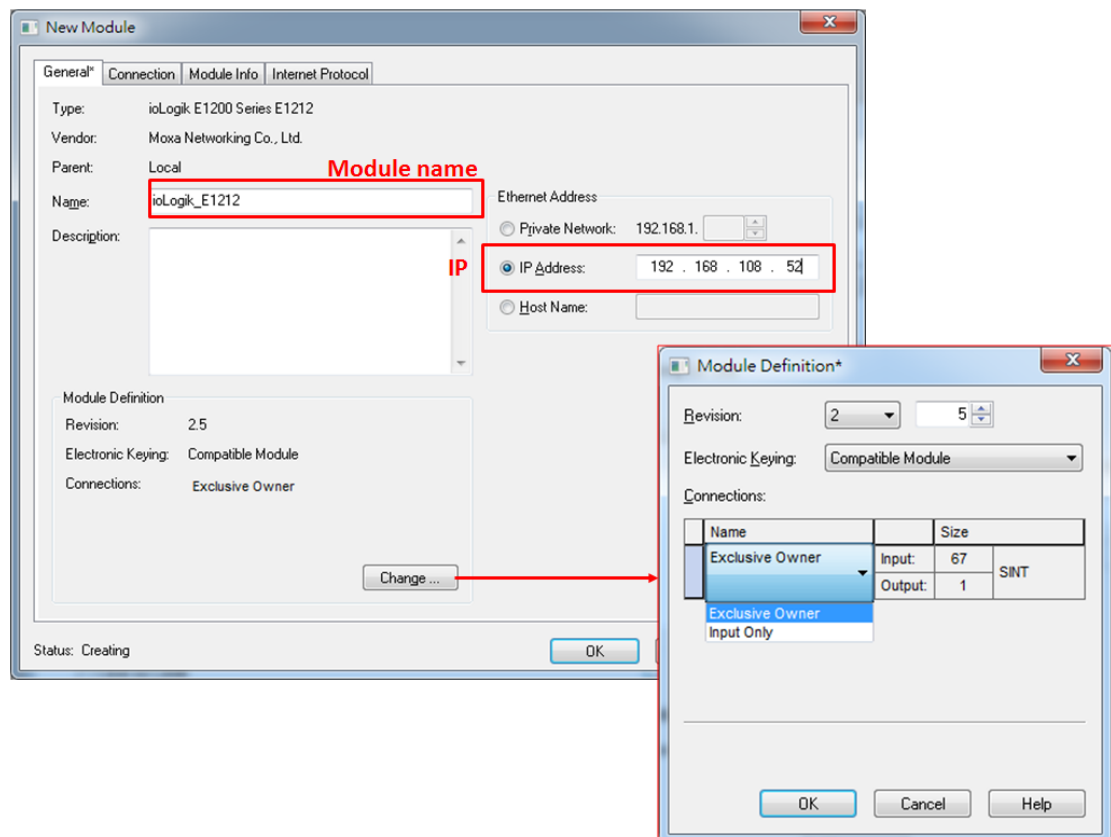 New Module
General* Connection Module Info Internet Protocol
Type: ioLogik E1200 Series E1212
Vendor: Moxa Networking Co., Ltd.
Parent: Local
Module name
Name: ioLogik_E1212
Description:
Ethernet Address
Private Network: 192.168.1.
IP
IP Address: 192 . 168 . 108 . 52
Host Name:
Module Definition
Revision: 2.5
Electronic Keying: Compatible Module
Connections: Exclusive Owner
Change ...
Status: Creating
OK
Module Definition*
Revision: 2 5
Electronic Keying: Compatible Module
Connections:
Name Size
Exclusive Owner Input: 67 SINT
Output: 1
Exclusive Owner
Input Only
OK Cancel Help